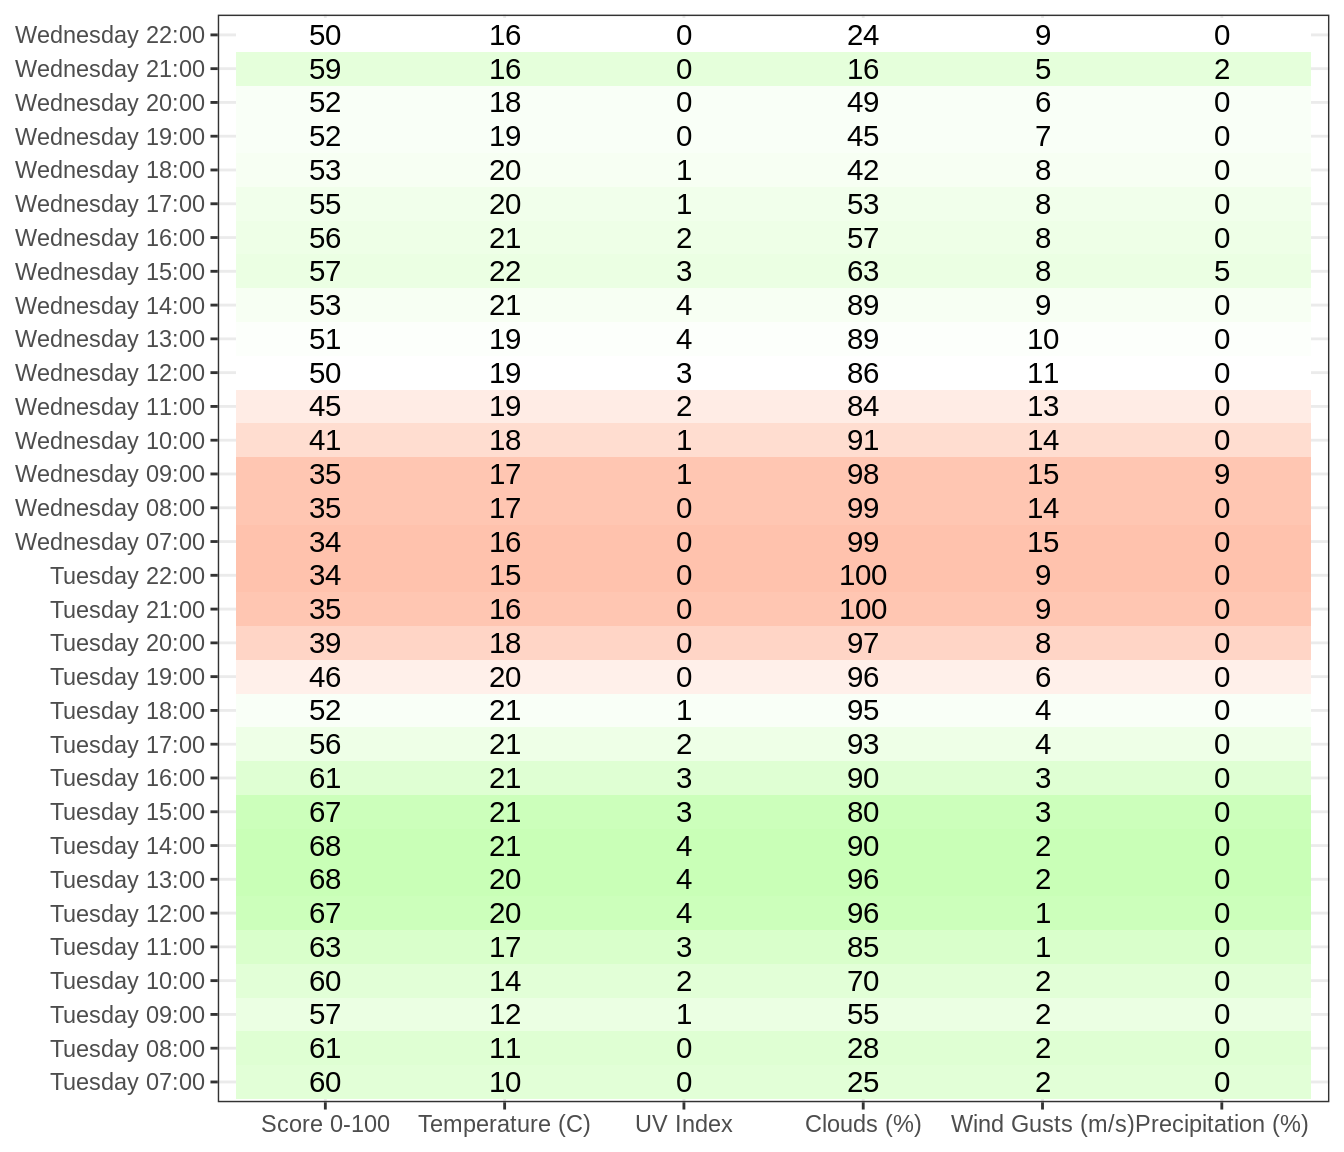 Wednesday 22:00 50 16 0 24 9 0
Wednesday 21:00 59 16 0 16 5 2
Wednesday 20:00 52 18 0 49 6 0
Wednesday 19:00 52 19 0 45 7 0
Wednesday 18:00 53 20 1 42 8 0
Wednesday 17:00 55 20 1 53 8 0
Wednesday 16:00 56 21 2 57 8 0
Wednesday 15:00 57 22 3 63 8 5
Wednesday 14:00 53 21 4 89 9 0
Wednesday 13:00 51 19 4 89 10 0
Wednesday 12:00 50 19 3 86 11 0
Wednesday 11:00 45 19 2 84 13 0
Wednesday 10:00 41 18 1 91 14 0
Wednesday 09:00 35 17 1 98 15 9
Wednesday 08:00 35 17 0 99 14 0
Wednesday 07:00 34 16 0 99 15 0
Tuesday 22:00 34 15 0 100 9 0
Tuesday 21:00 35 16 0 100 9 0
Tuesday 20:00 39 18 0 97 8 0
Tuesday 19:00 46 20 0 96 6 0
Tuesday 18:00 52 21 1 95 4 0
Tuesday 17:00 56 21 2 93 4 0
Tuesday 16:00 61 21 3 90 3 0
Tuesday 15:00 67 21 3 80 3 0
Tuesday 14:00 68 21 4 90 2 0
Tuesday 13:00 68 20 4 96 2 0
Tuesday 12:00 67 20 4 96 1 0
Tuesday 11:00 63 17 3 85 1 0
Tuesday 10:00 60 14 2 70 2 0
Tuesday 09:00 57 12 1 55 2 0
Tuesday 08:00 61 11 0 28 2 0
Tuesday 07:00 60 10 0 25 2 0
Score 0-100 Temperature (C) UV Index Clouds (%) Wind Gusts (m/s) Precipitation (%)